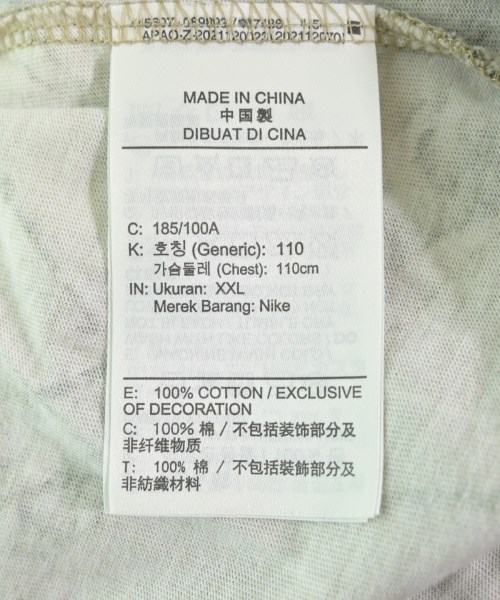 MADE IN CHINA
中国製
DIBUAT DI CINA
C: 185/100A
K: 호칭 (Generic): 110
가슴둘레 (Chest): 110cm
IN: Ukuran: XXL
Merek Barang: Nike
E: 100% COTTON / EXCLUSIVE
OF DECORATION
C: 100% 棉 / 不包括装饰部分及
非纤维物质
T: 100% 棉 / 不包括裝飾部分及
非紡織材料